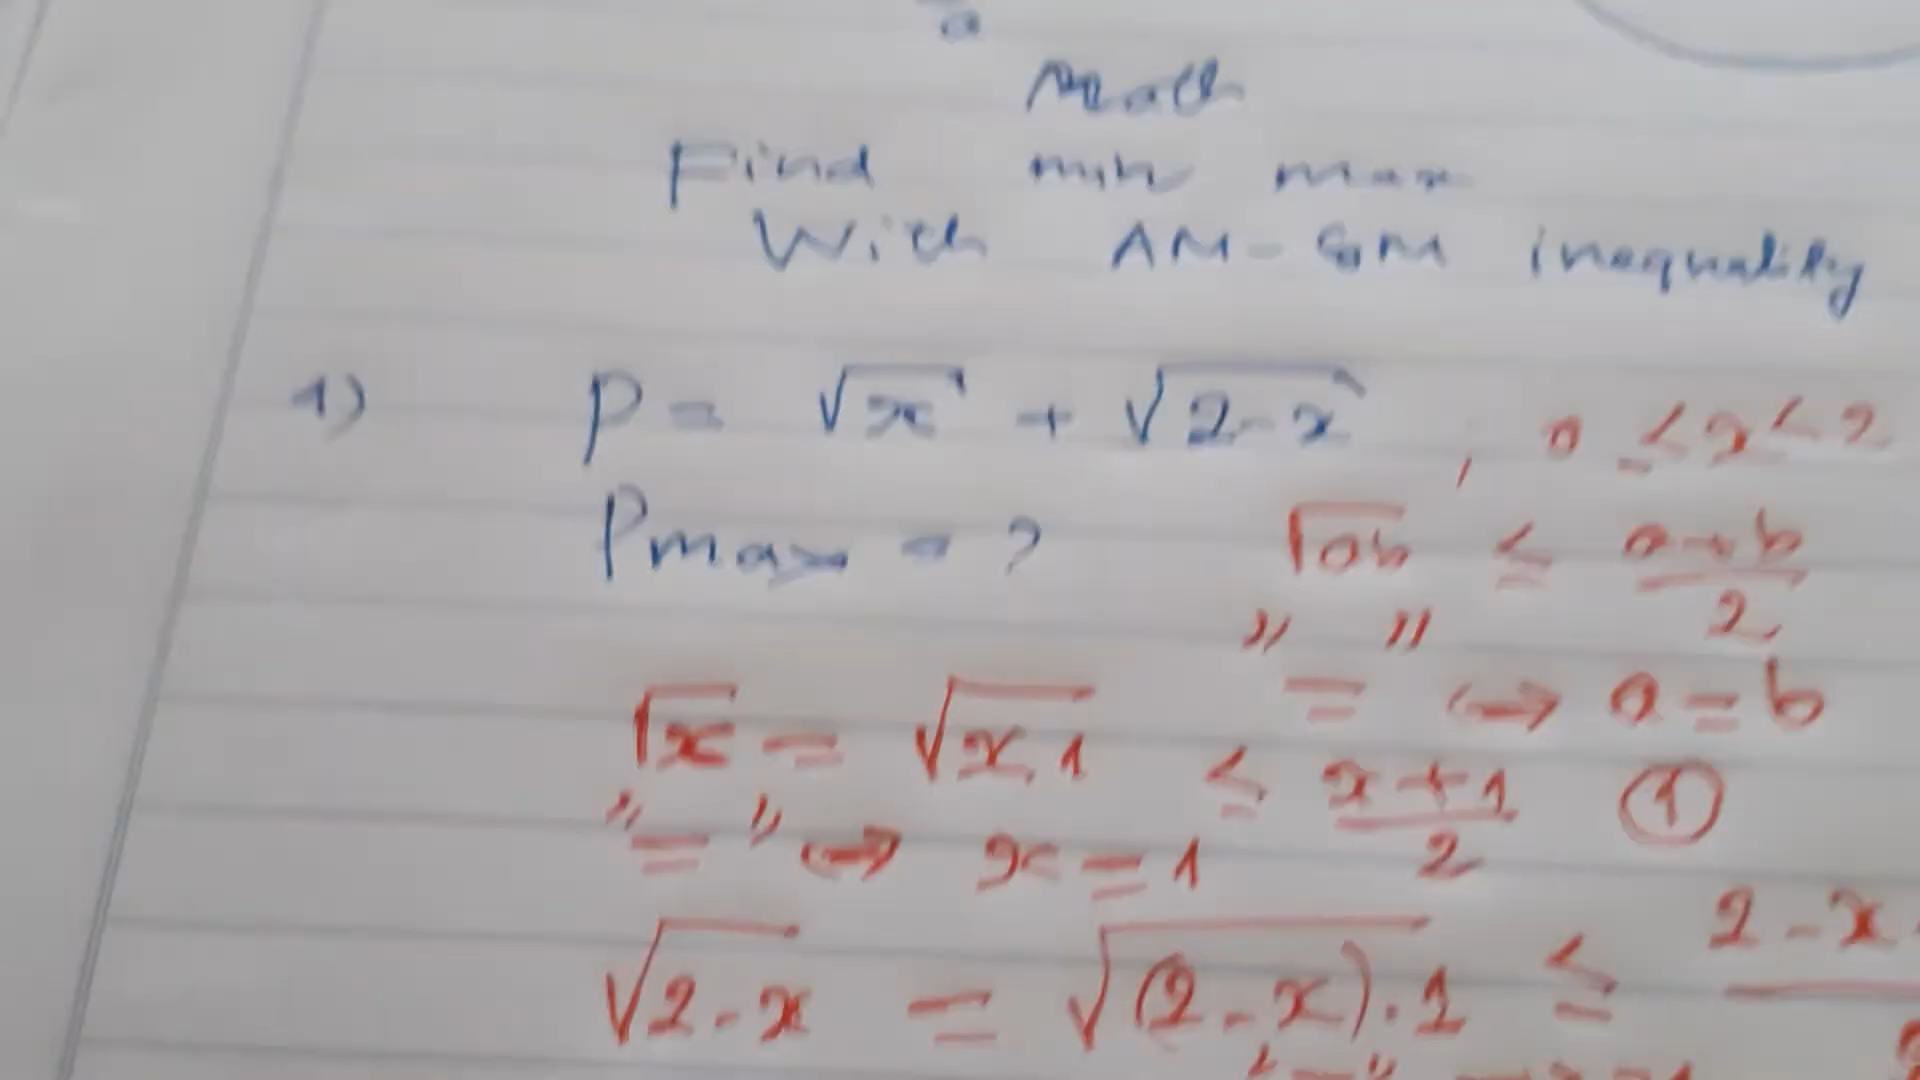 Math
Find min max
With AM-GM inequality
1) P = √x + √2-x , 0 ≤ x ≤ 2
Pmax = ? √ab ≤ a+b/2
"=" ⇔ a = b
√x = √x.1 ≤ x+1/2 ①
"=" ⇔ x = 1
√2-x = √(2-x).1 ≤ 2-x